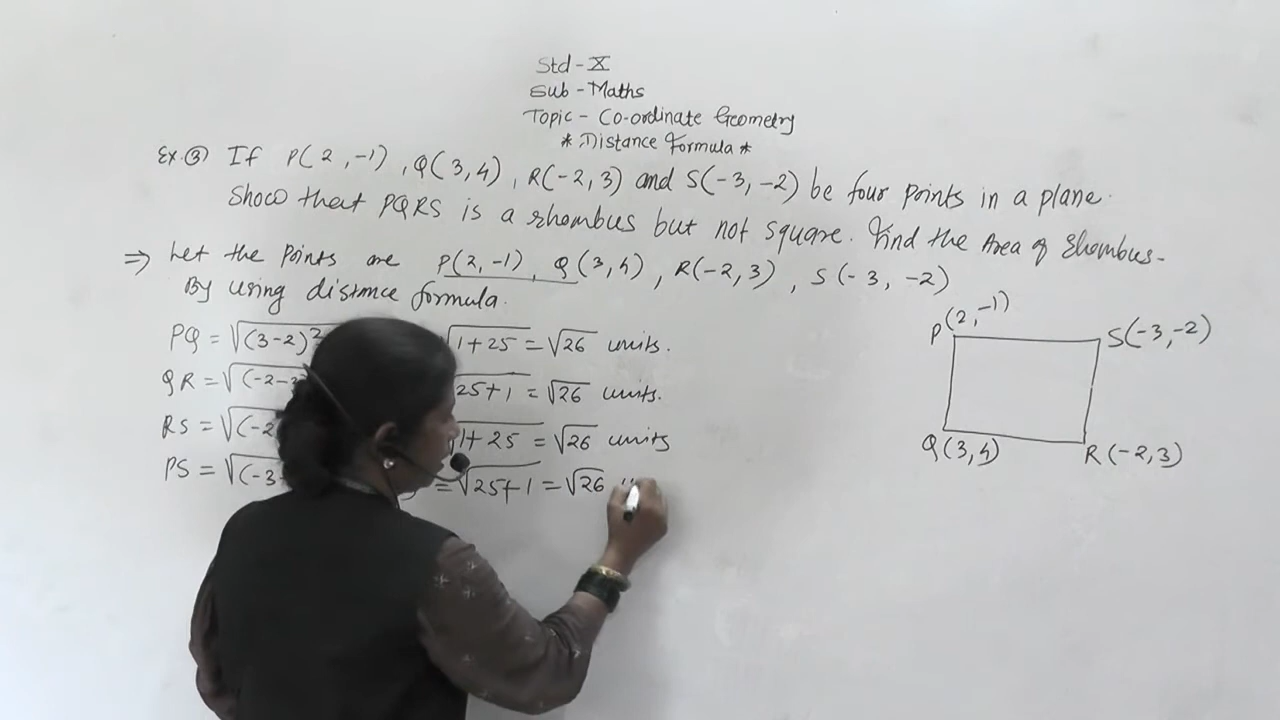 Std - X
Sub - Maths
Topic - Co-ordinate Geometry
* Distance Formula *
Ex. ③ If P(2, -1), Q(3, 4), R(-2, 3) and S(-3, -2) be four points in a plane.
Show that PQRS is a rhombus but not square. Find the Area of Rhombus.
⇒ Let the points are P(2, -1), Q(3, 4), R(-2, 3), S(-3, -2)
By using distance formula.
PQ = √(3-2)² √1+25 = √26 units.
QR = √(-2- 25+1 = √26 units.
RS = √(-2 1+25 = √26 units
PS = √(-3 = √25+1 = √26
P(2, -1)
S(-3, -2)
Q(3, 4)
R(-2, 3)